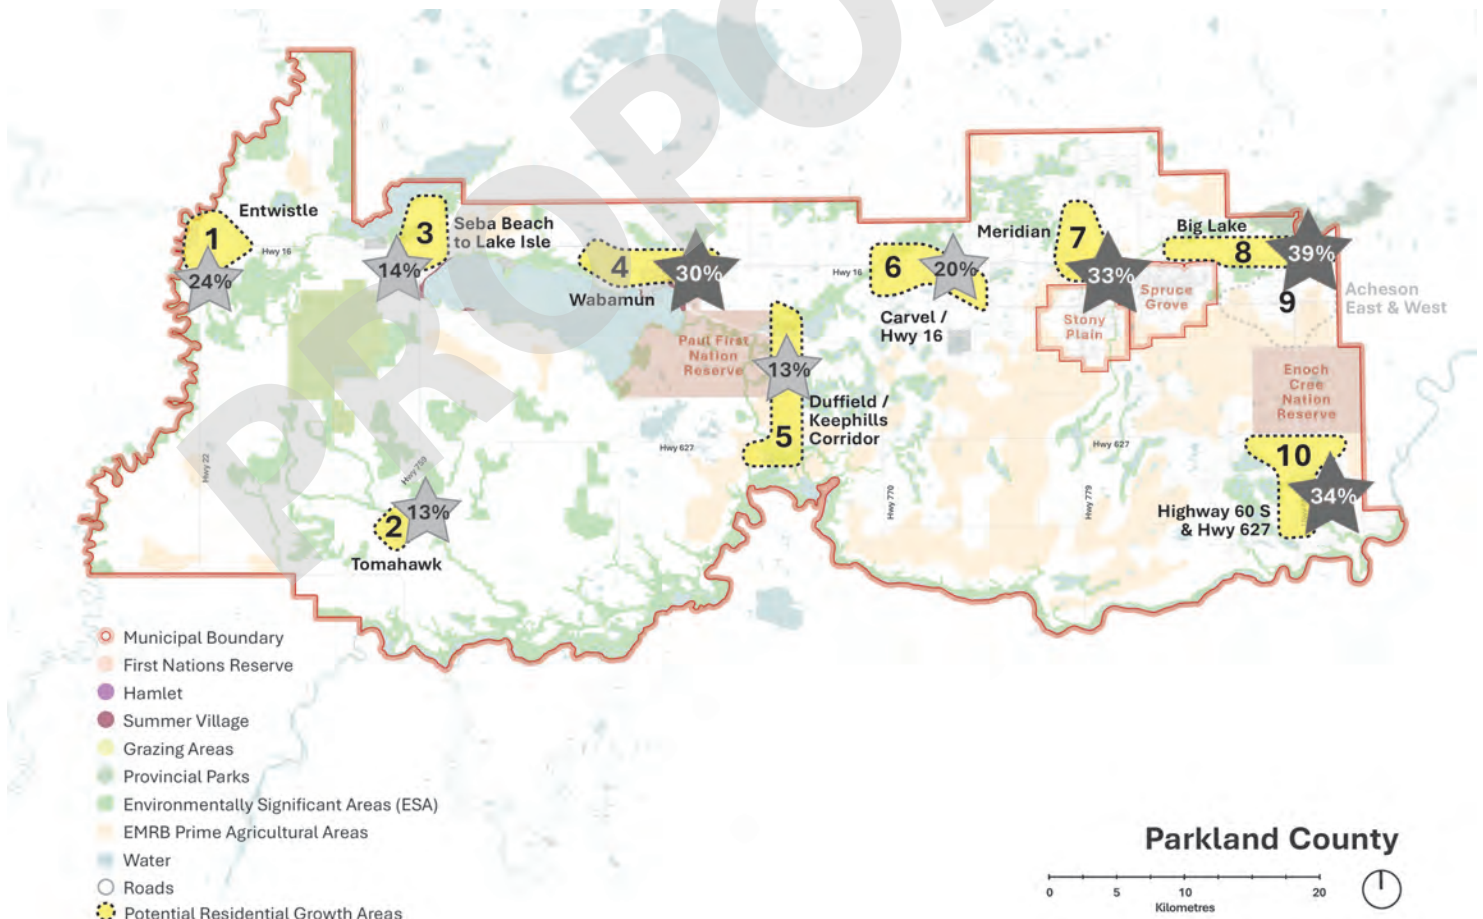 PROPOSED
1
Entwistle
Hwy 16
24%
3
Seba Beach
to Lake Isle
14%
4
30%
Wabamun
Paul First
Nation
Reserve
13%
Duffield /
Keephills
Corridor
5
Hwy 627
Hwy 22
Hwy 759
2
13%
Tomahawk
Hwy 16
6
20%
Carvel /
Hwy 16
Meridian
7
33%
Stony
Plain
Spruce
Grove
Big Lake
8
39%
9
Acheson
East & West
Enoch
Cree
Nation
Reserve
Hwy 627
Hwy 770
Hwy 779
10
34%
Highway 60 S
& Hwy 627
Municipal Boundary
First Nations Reserve
Hamlet
Summer Village
Grazing Areas
Provincial Parks
Environmentally Significant Areas (ESA)
EMRB Prime Agricultural Areas
Water
Roads
Potential Residential Growth Areas
Parkland County
0 5 10 20
Kilometres